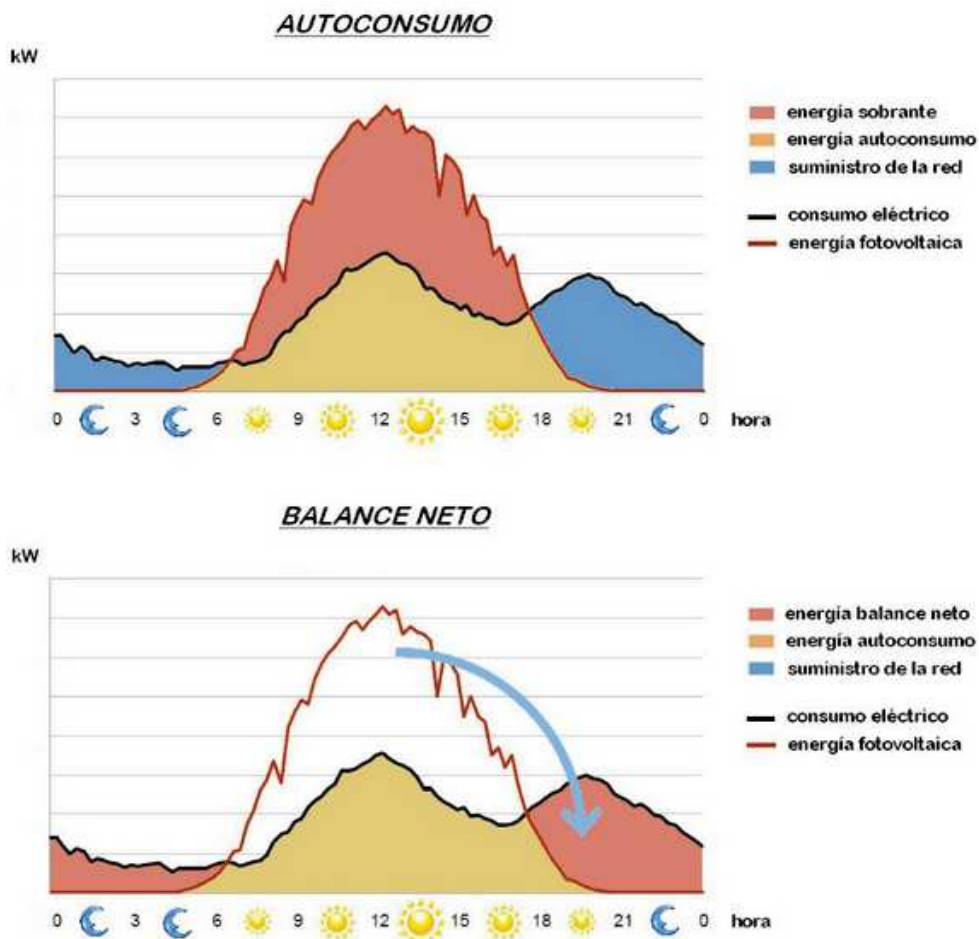 AUTOCONSUMO
kW
energía sobrante
energía autoconsumo
suministro de la red
consumo eléctrico
energía fotovoltaica
0 3 6 9 12 15 18 21 0 hora
BALANCE NETO
kW
energía balance neto
energía autoconsumo
suministro de la red
consumo eléctrico
energía fotovoltaica
0 3 6 9 12 15 18 21 0 hora